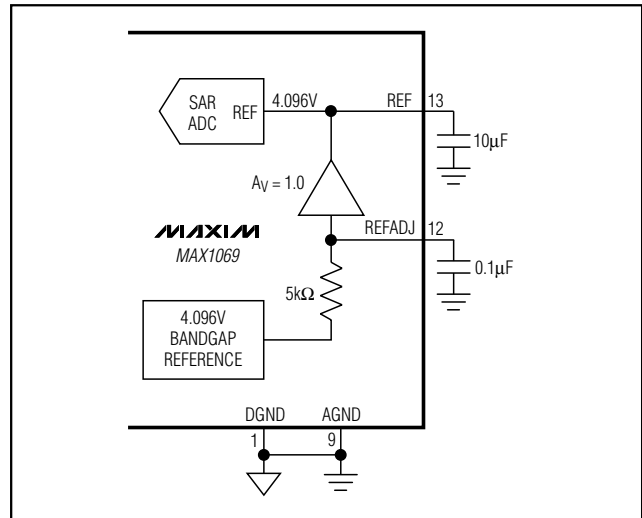 SAR
ADC
REF
4.096V
REF
13
10µF
AV = 1.0
MAXIM
MAX1069
REFADJ
12
0.1µF
5kΩ
4.096V
BANDGAP
REFERENCE
DGND
AGND
1
9